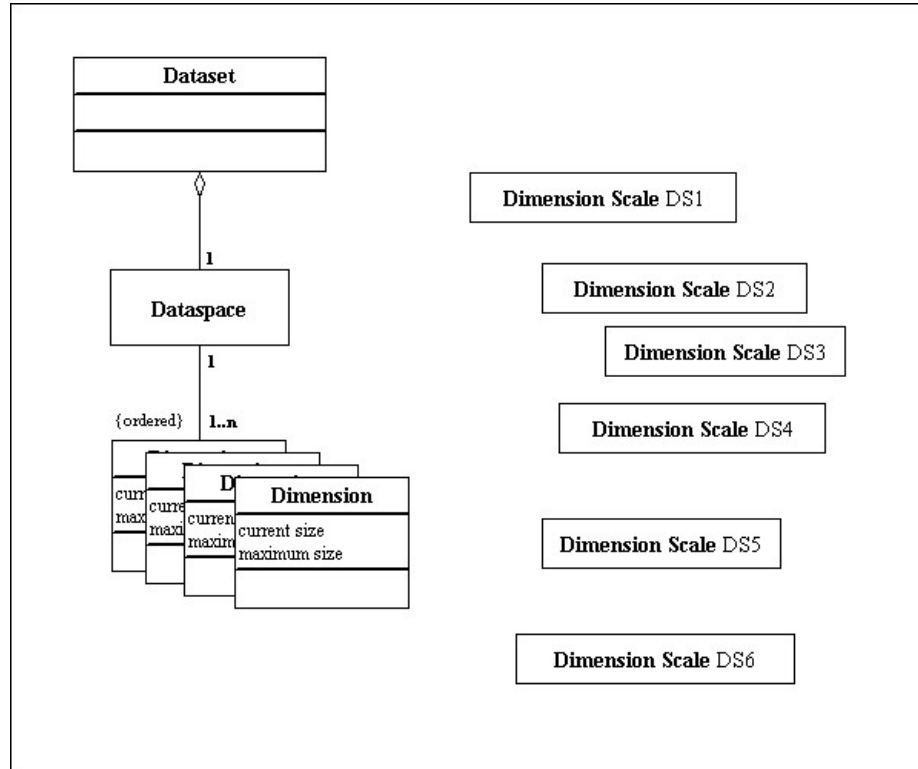 Dataset
1
Dataspace
1
{ordered} 1..n
Dimension
current size
maximum size
Dimension Scale DS1
Dimension Scale DS2
Dimension Scale DS3
Dimension Scale DS4
Dimension Scale DS5
Dimension Scale DS6